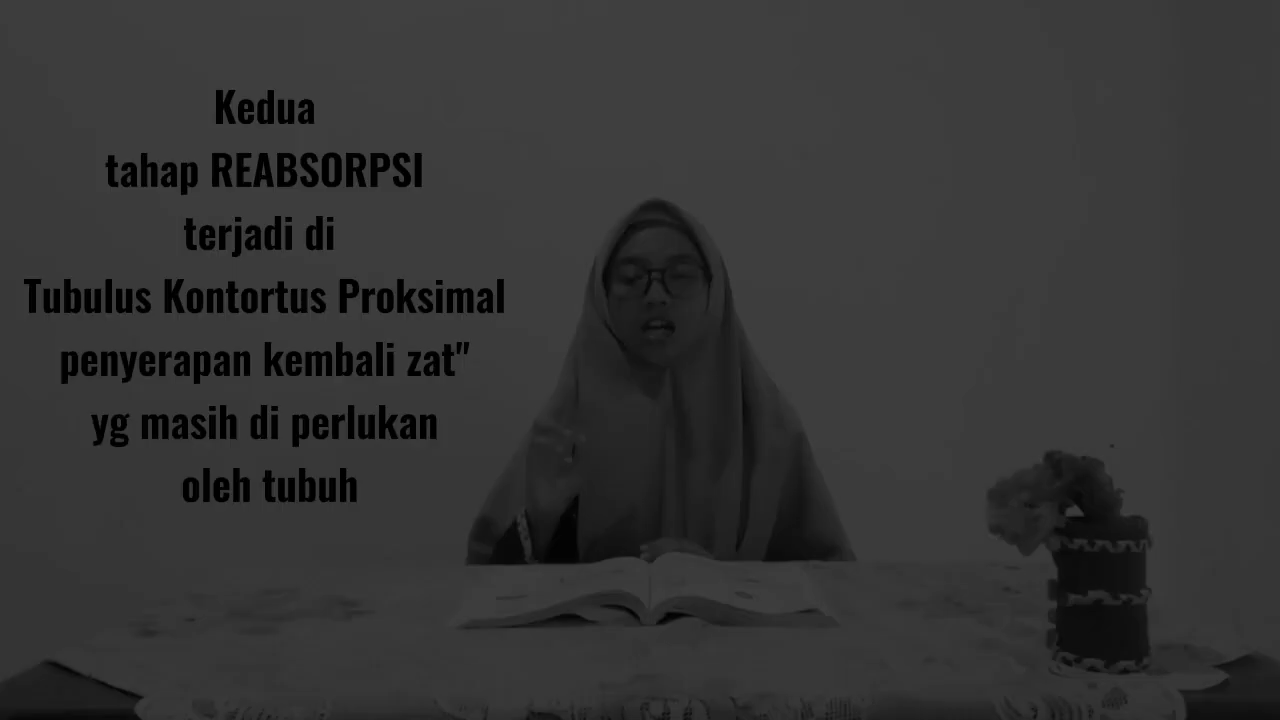 Kedua
tahap REABSORPSI
terjadi di
Tubulus Kontortus Proksimal
penyerapan kembali zat"
yg masih di perlukan
oleh tubuh